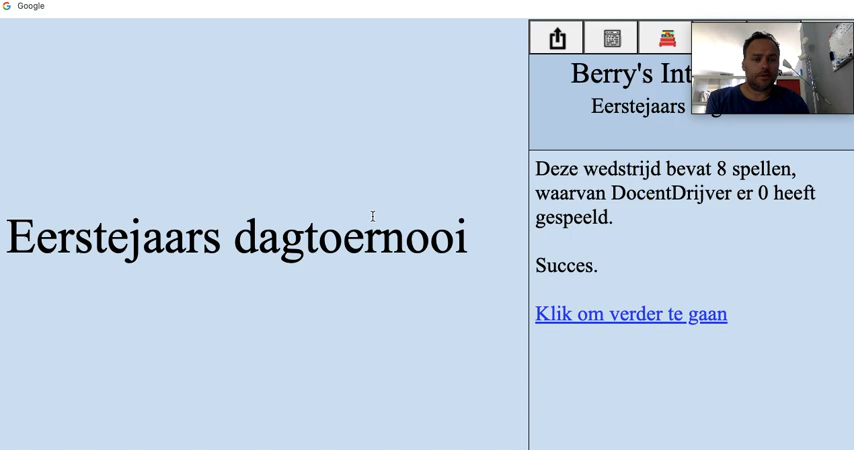 Google
Berry's Int
Eerstejaars
Eerstejaars dagtoernooi
Deze wedstrijd bevat 8 spellen,
waarvan DocentDrijver er 0 heeft
gespeeld.
Succes.
Klik om verder te gaan